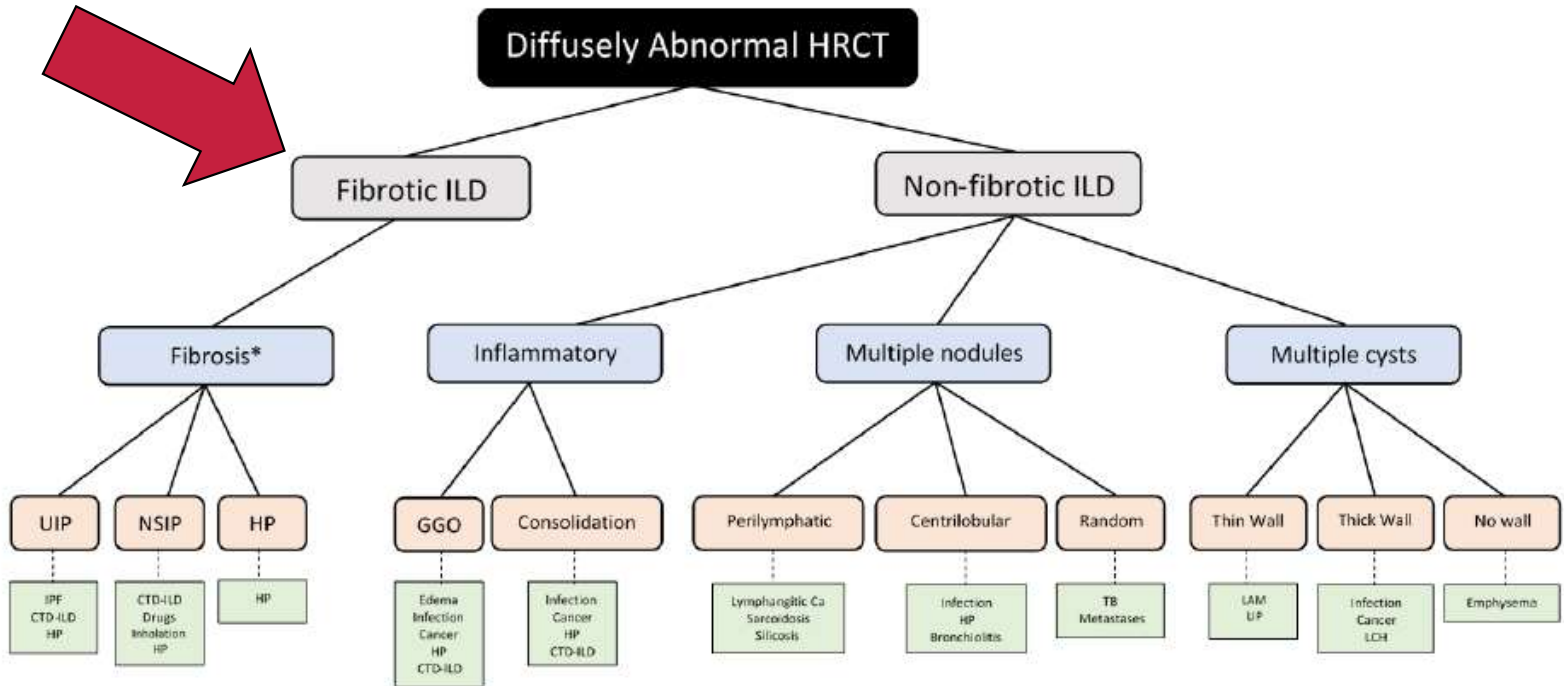 Diffusely Abnormal HRCT
Fibrotic ILD
Non-fibrotic ILD
Fibrosis*
Inflammatory
Multiple nodules
Multiple cysts
UIP
NSIP
HP
GGO
Consolidation
Perilymphatic
Centrilobular
Random
Thin Wall
Thick Wall
No wall
IPF
CTD-ILD
HP
CTD-ILD
Drugs
Inhalation
HP
HP
Edema
Infection
Cancer
HP
CTD-ILD
Infection
Cancer
HP
CTD-ILD
Lymphangitic Ca
Sarcoidosis
Silicosis
Infection
HP
Bronchiolitis
TB
Metastases
LAM
LIP
Infection
Cancer
LCH
Emphysema